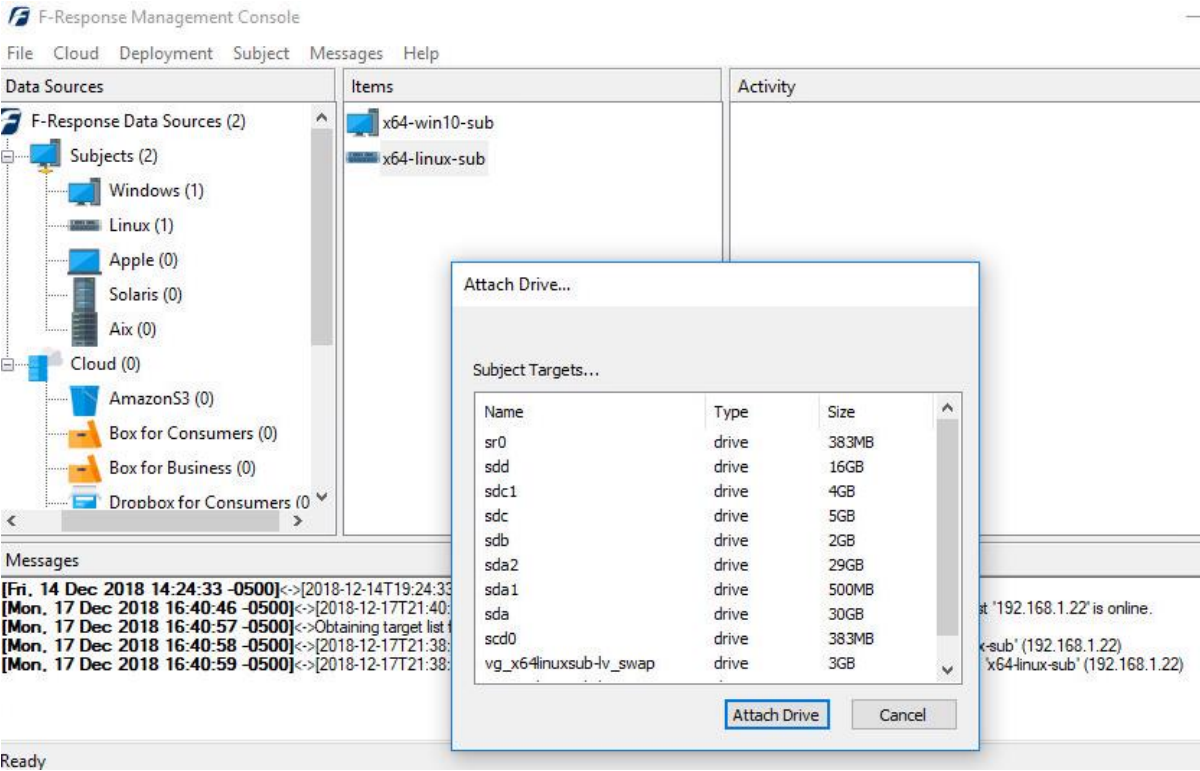 F-Response Management Console
File Cloud Deployment Subject Messages Help
Data Sources
F-Response Data Sources (2)
Subjects (2)
Windows (1)
Linux (1)
Apple (0)
Solaris (0)
Aix (0)
Cloud (0)
AmazonS3 (0)
Box for Consumers (0)
Box for Business (0)
Dropbox for Consumers (0
Items
x64-win10-sub
x64-linux-sub
Activity
Attach Drive...
Subject Targets...
Name Type Size
sr0 drive 383MB
sdd drive 16GB
sdc1 drive 4GB
sdc drive 5GB
sdb drive 2GB
sda2 drive 29GB
sda1 drive 500MB
sda drive 30GB
scd0 drive 383MB
vg_x64linuxsub-lv_swap drive 3GB
Attach Drive Cancel
Messages
[Fri, 14 Dec 2018 14:24:33 -0500]<->[2018-12-14T19:24:33
[Mon, 17 Dec 2018 16:40:46 -0500]<->[2018-12-17T21:40: st '192.168.1.22' is online.
[Mon, 17 Dec 2018 16:40:57 -0500]<->Obtaining target list
[Mon, 17 Dec 2018 16:40:58 -0500]<->[2018-12-17T21:38: x-sub' (192.168.1.22)
[Mon, 17 Dec 2018 16:40:59 -0500]<->[2018-12-17T21:38: 'x64-linux-sub' (192.168.1.22)
Ready